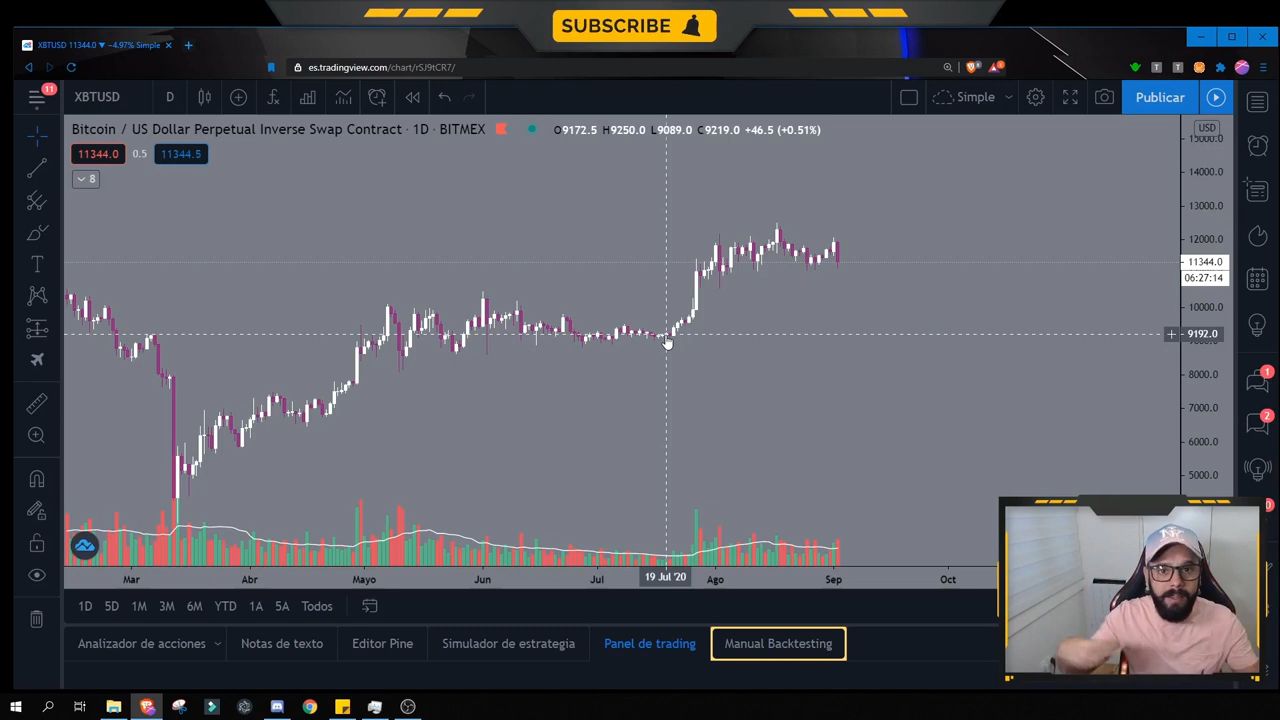 SUBSCRIBE
XBTUSD 11344.0 ▼ −4.97% Simple
es.tradingview.com/chart/rSJ9tCR7/
11
XBTUSD
D
Simple
Publicar
Bitcoin / US Dollar Perpetual Inverse Swap Contract · 1D · BITMEX
O9172.5 H9250.0 L9089.0 C9219.0 +46.5 (+0.51%)
USD
11344.0
0.5
11344.5
8
15000.0
14000.0
13000.0
12000.0
11344.0
06:27:14
10000.0
9192.0
8000.0
7000.0
6000.0
5000.0
1
2
Mar
Abr
Mayo
Jun
Jul
19 Jul '20
Ago
Sep
Oct
1D
5D
1M
3M
6M
YTD
1A
5A
Todos
Analizador de acciones
Notas de texto
Editor Pine
Simulador de estrategia
Panel de trading
Manual Backtesting